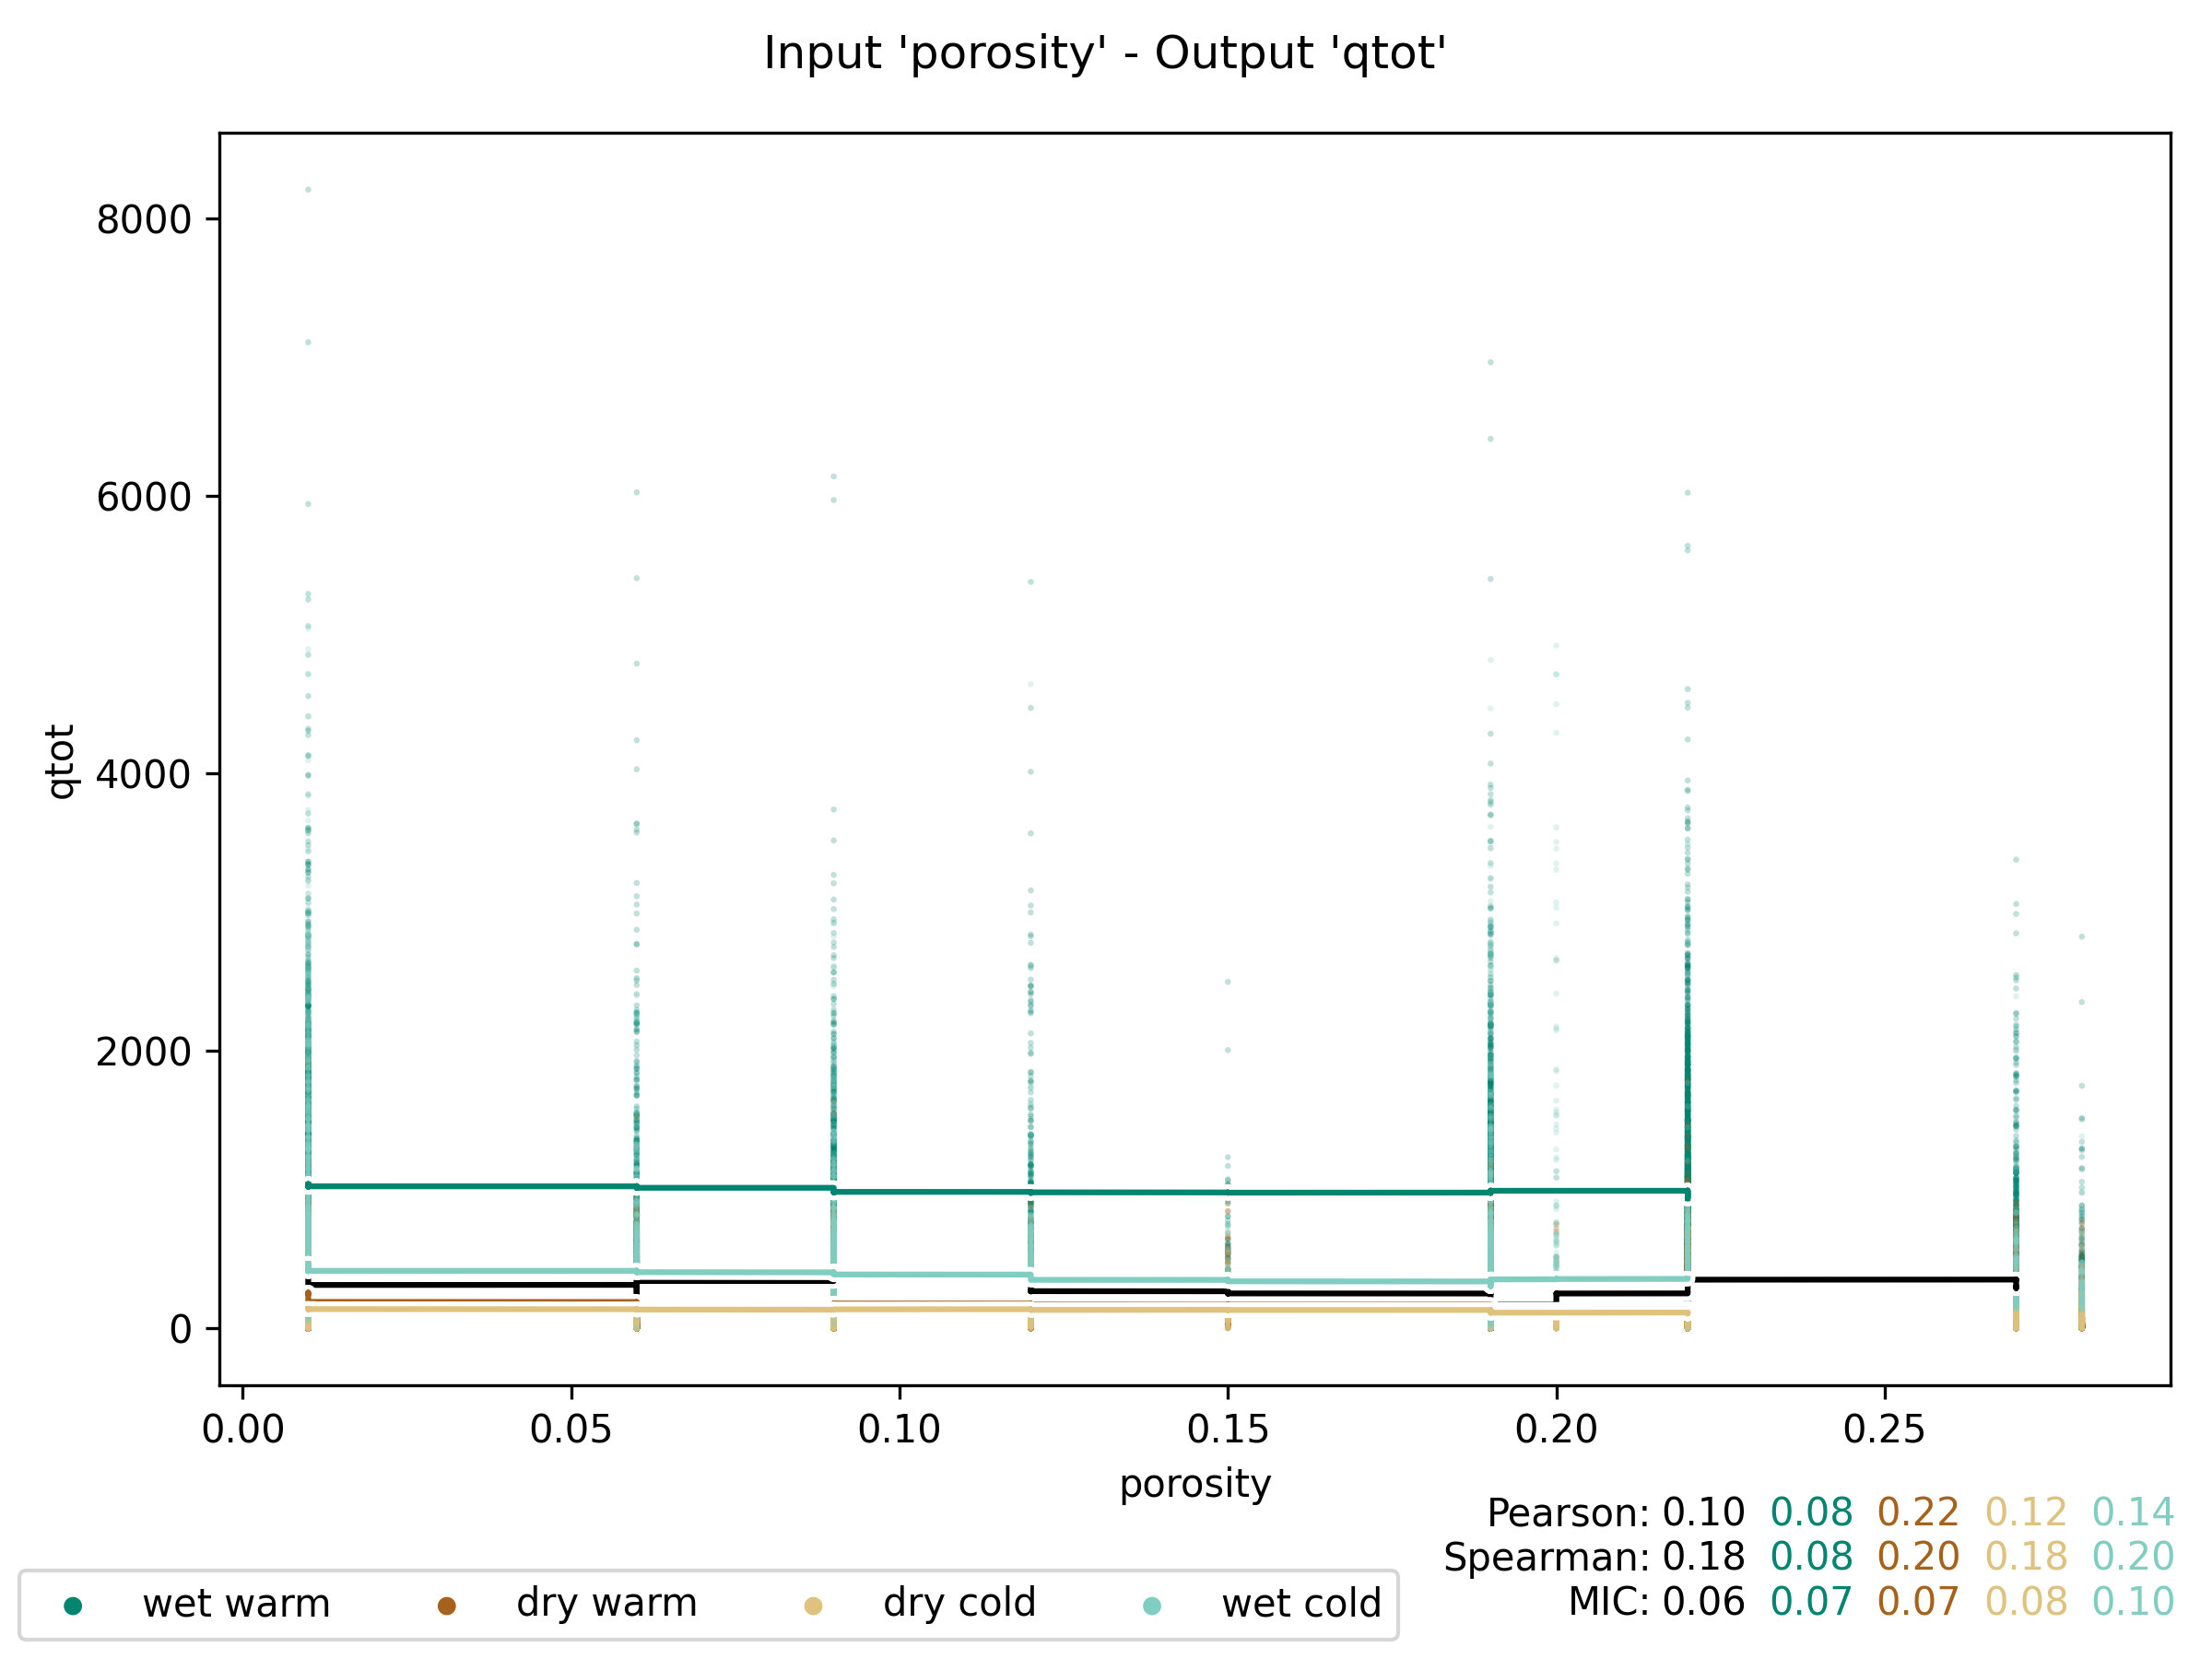 Input 'porosity' - Output 'qtot'
8000
6000
4000
2000
0
qtot
0.00 0.05 0.10 0.15 0.20 0.25
porosity
Pearson: 0.10 0.08 0.22 0.12 0.14
Spearman: 0.18 0.08 0.20 0.18 0.20
MIC: 0.06 0.07 0.07 0.08 0.10
wet warm dry warm dry cold wet cold